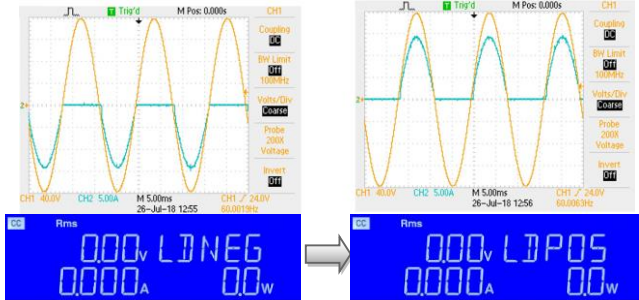 Trig'd M Pos: 0.000s CH1
Coupling
DC
BW Limit
Off
100MHz
Volts/Div
Coarse
Probe
200X
Voltage
Invert
Off
2
CH1 40.0V CH2 5.00A M 5.00ms CH1 / 24.0V
26-Jul-18 12:55 60.0019Hz
CC Rms
0.00V LDNEG
0.000A 0.0W
Trig'd M Pos: 0.000s CH1
Coupling
DC
BW Limit
Off
100MHz
Volts/Div
Coarse
Probe
200X
Voltage
Invert
Off
2
CH1 40.0V CH2 5.00A M 5.00ms CH1 / 24.0V
26-Jul-18 12:56 60.0063Hz
CC Rms
0.00V LDPOS
0.000A 0.0W